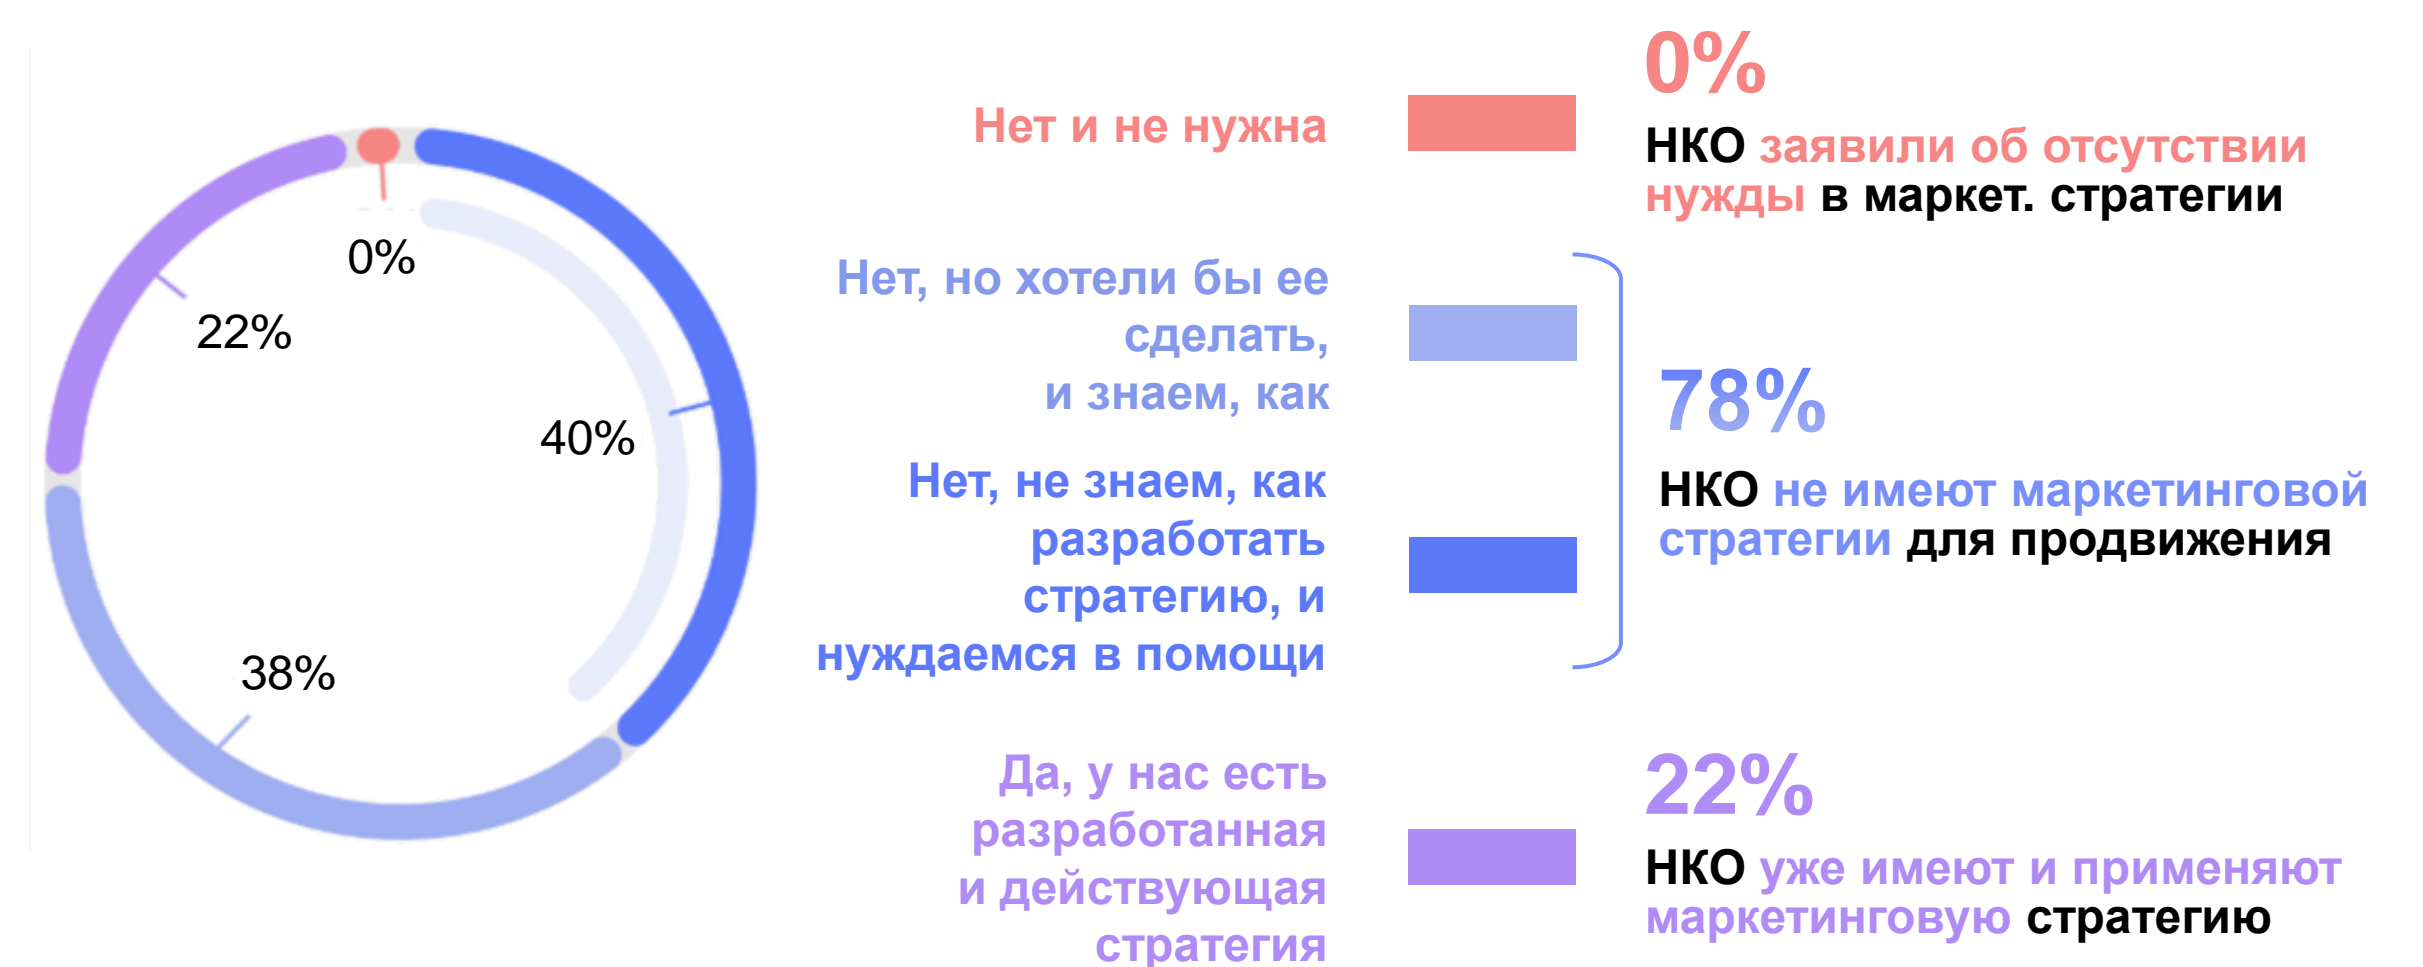 0%
22%
40%
38%
Нет и не нужна
Нет, но хотели бы ее
сделать,
и знаем, как
Нет, не знаем, как
разработать
стратегию, и
нуждаемся в помощи
Да, у нас есть
разработанная
и действующая
стратегия
0%
НКО заявили об отсутствии
нужды в маркет. стратегии
78%
НКО не имеют маркетинговой
стратегии для продвижения
22%
НКО уже имеют и применяют
маркетинговую стратегию